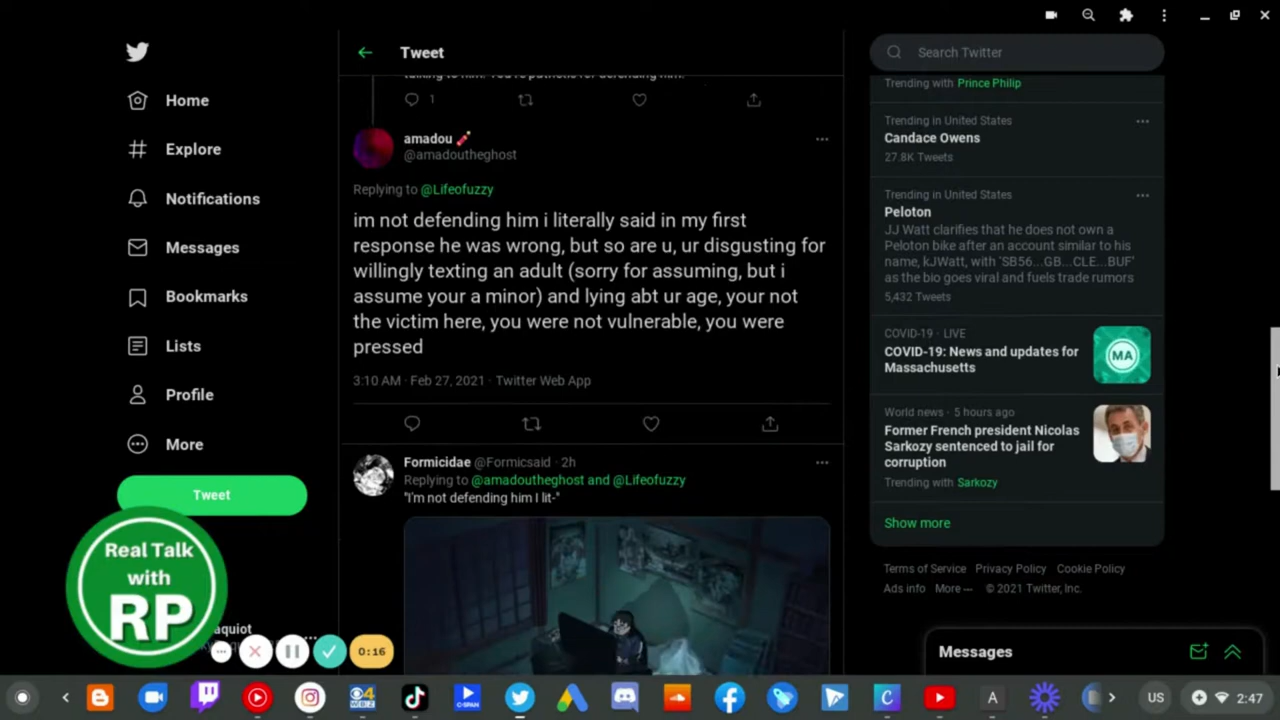 Tweet
Search Twitter
Home
Explore
Notifications
Messages
Bookmarks
Lists
Profile
More
Tweet
Real Talk
with
RP
aquiot
0:16
1
amadou
@amadoutheghost
Replying to @Lifeofuzzy
im not defending him i literally said in my first
response he was wrong, but so are u, ur disgusting for
willingly texting an adult (sorry for assuming, but i
assume your a minor) and lying abt ur age, your not
the victim here, you were not vulnerable, you were
pressed
3:10 AM · Feb 27, 2021 · Twitter Web App
Formicidae @Formicsaid · 2h
Replying to @amadoutheghost and @Lifeofuzzy
"I'm not defending him I lit-"
Trending with Prince Philip
Trending in United States
Candace Owens
27.8K Tweets
Trending in United States
Peloton
JJ Watt clarifies that he does not own a
Peloton bike after an account similar to his
name, kJWatt, with 'SB56...GB...CLE...BUF'
as the bio goes viral and fuels trade rumors
5,432 Tweets
COVID-19 · LIVE
COVID-19: News and updates for
Massachusetts
MA
World news · 5 hours ago
Former French president Nicolas
Sarkozy sentenced to jail for
corruption
Trending with Sarkozy
Show more
Terms of Service Privacy Policy Cookie Policy
Ads info More © 2021 Twitter, Inc.
Messages
4
WBZ
C-SPAN
C
A
US
2:47